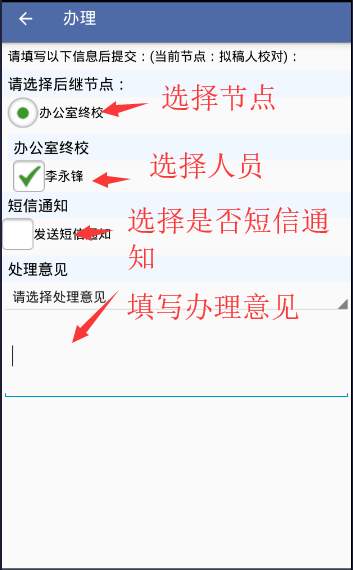 办理
请填写以下信息后提交：(当前节点：拟稿人校对)：
请选择后继节点：
办公室终校
选择节点
办公室终校
李永锋
选择人员
短信通知
发送短信通知
选择是否短信通
知
处理意见
请选择处理意见
填写办理意见